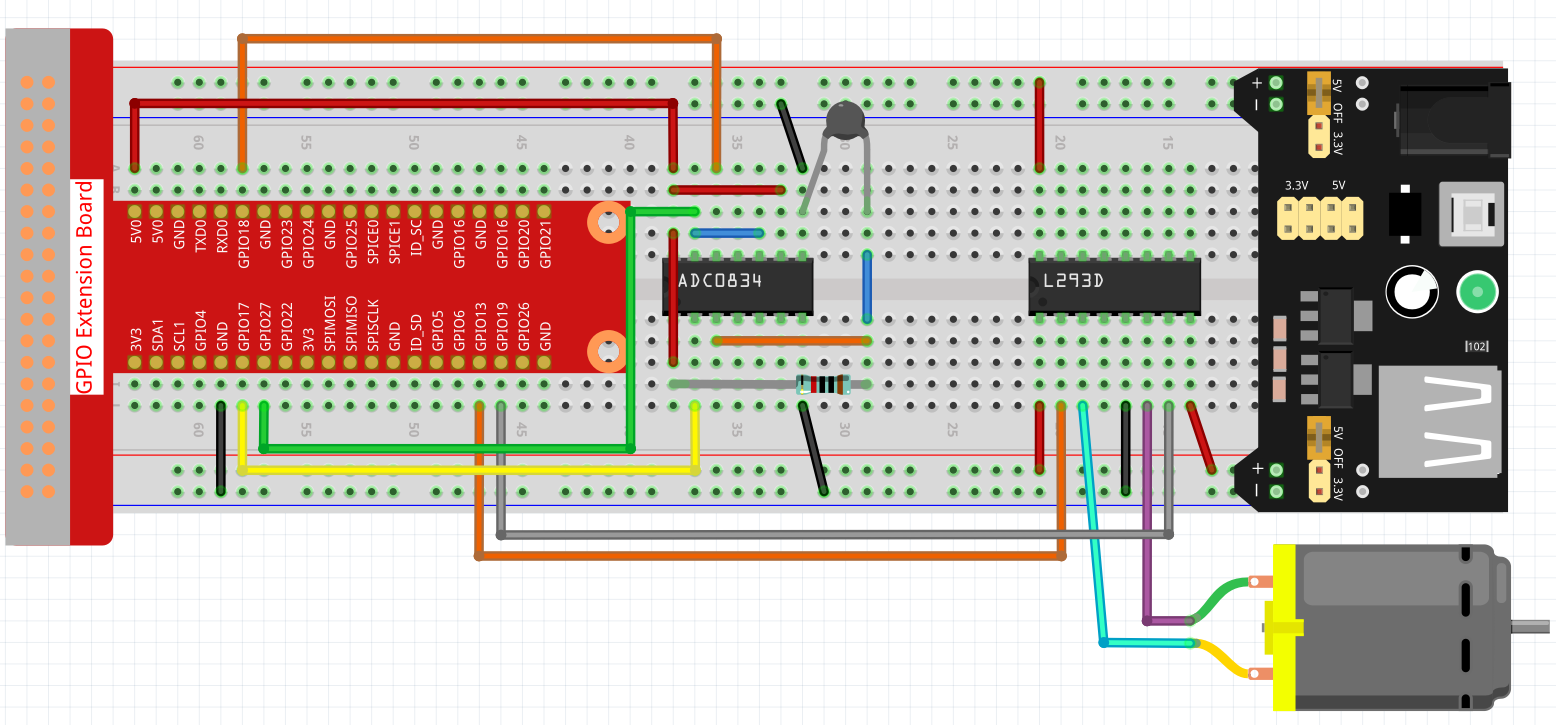 GPIO Extension Board
5V0
5V0
GND
TXD0
RXD0
GPIO18
GND
GPIO23
GPIO24
GND
GPIO25
SPICE0
SPICE1
ID_SC
GND
GPIO16
GND
GPIO16
GPIO20
GPIO21
3V3
SDA1
SCL1
GPIO4
GND
GPIO17
GPIO27
GPIO22
3V3
SPIMOSI
SPIMISO
SPISCLK
GND
ID_SD
GPIO5
GPIO6
GPIO13
GPIO19
GPIO26
GND
60
55
50
45
40
35
30
25
20
15
60
55
50
45
35
30
25
ADC0834
L293D
+
−
5V OFF 3.3V
3.3V 5V
102
+
−
5V OFF 3.3V